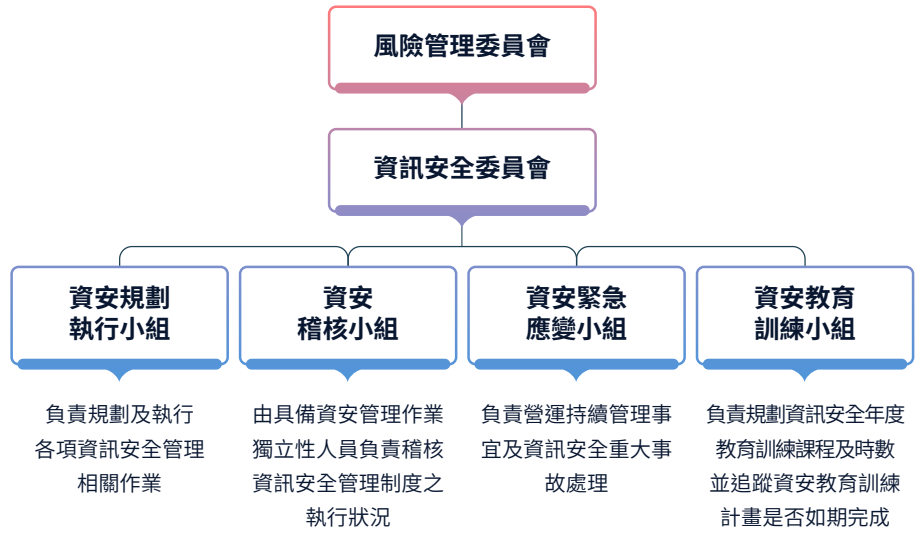 風險管理委員會
資訊安全委員會
資安規劃
執行小組
負責規劃及執行
各項資訊安全管理
相關作業
資安
稽核小組
由具備資安管理作業
獨立性人員負責稽核
資訊安全管理制度之
執行狀況
資安緊急
應變小組
負責營運持續管理事
宜及資訊安全重大事
故處理
資安教育
訓練小組
負責規劃資訊安全年度
教育訓練課程及時數
並追蹤資安教育訓練
計畫是否如期完成